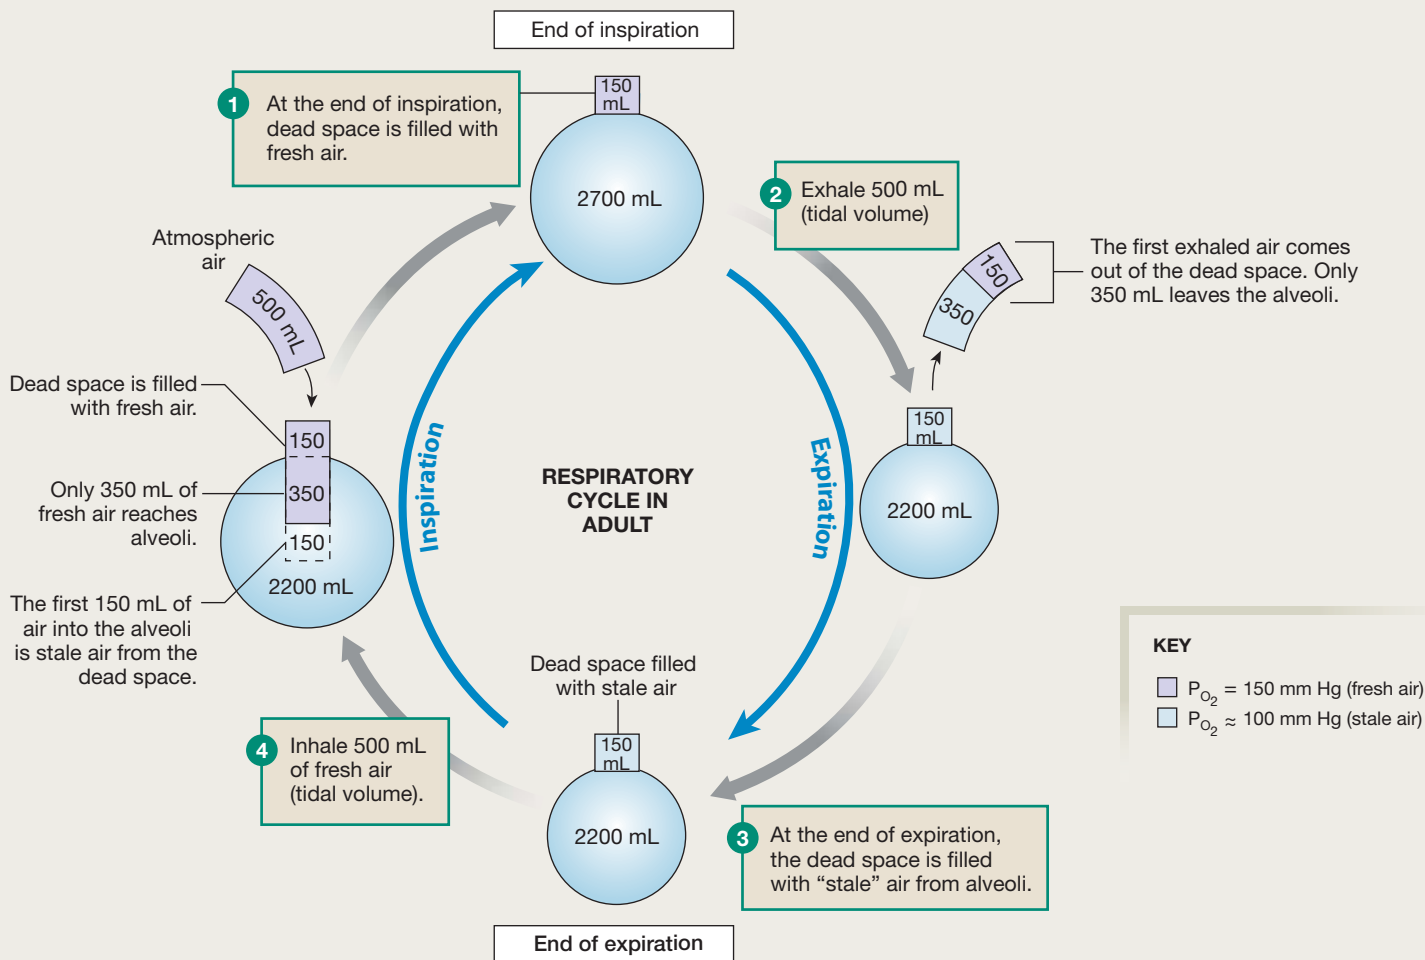 End of inspiration
1
At the end of inspiration,
dead space is filled with
fresh air.
150
mL
2700 mL
2
Exhale 500 mL
(tidal volume)
The first exhaled air comes
out of the dead space. Only
350 mL leaves the alveoli.
150
350
150
mL
2200 mL
Atmospheric
air
500 mL
Dead space is filled
with fresh air.
150
Only 350 mL of
fresh air reaches
alveoli.
350
150
2200 mL
The first 150 mL of
air into the alveoli
is stale air from the
dead space.
Inspiration
RESPIRATORY
CYCLE IN
ADULT
Expiration
Dead space filled
with stale air
150
mL
2200 mL
4
Inhale 500 mL
of fresh air
(tidal volume).
3
At the end of expiration,
the dead space is filled
with “stale” air from alveoli.
End of expiration
KEY
P_O₂ = 150 mm Hg (fresh air)
P_O₂ ≈ 100 mm Hg (stale air)